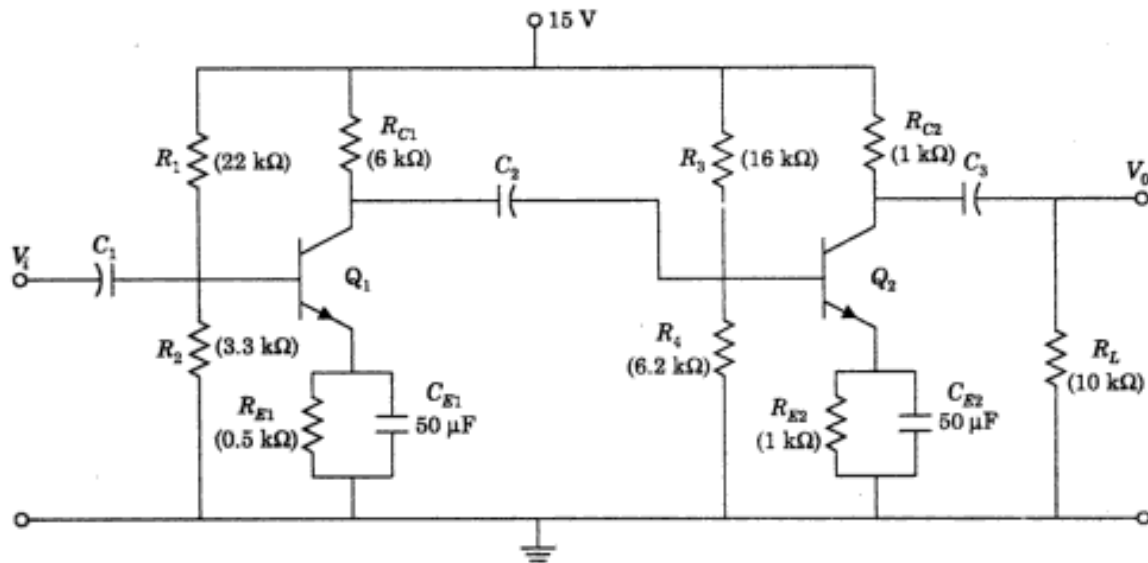 15 V
R1 (22 kΩ)
RC1 (6 kΩ)
C2
R3 (16 kΩ)
RC2 (1 kΩ)
C3
V0
Vi
C1
Q1
Q2
R2 (3.3 kΩ)
R4 (6.2 kΩ)
RL (10 kΩ)
RE1 (0.5 kΩ)
CE1 50 μF
RE2 (1 kΩ)
CE2 50 μF